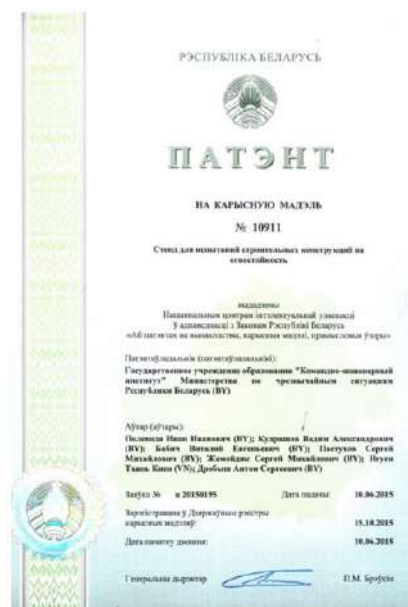 РЭСПУБЛІКА БЕЛАРУСЬ
ПАТЭНТ
НА КАРЫСНУЮ МАДЭЛЬ
№ 10911
Стенд для испытаний строительных конструкций на
огнестойкость
выдадзены
Нацыянальным цэнтрам інтэлектуальнай уласнасці
ў адпаведнасці з Законам Рэспублікі Беларусь
«Аб патэнтах на вынаходствы, карысныя мадэлі, прамысловыя ўзоры»
Патэнтаўладальнік (патэнтаўладальнікі):
Государственное учреждение образования "Командно-инженерный
институт" Министерства по чрезвычайным ситуациям
Республики Беларусь (BY)
Аўтар (аўтары):
Полевода Иван Иванович (BY); Кудряшов Вадим Александрович
(BY); Бабич Виталий Евгеньевич (BY); Пастухов Сергей
Михайлович (BY); Жамойдик Сергей Михайлович (BY); Нгуен
Тхань Киен (VN); Дробыш Антон Сергеевич (BY)
Заяўка № u 20150195 Дата падачы: 10.06.2015
Зарэгістравана ў Дзяржаўным рэестры
карысных мадэляў: 15.10.2015
Дата пачатку дзеяння: 10.06.2015
Генеральны дырэктар П.М. Броўкін